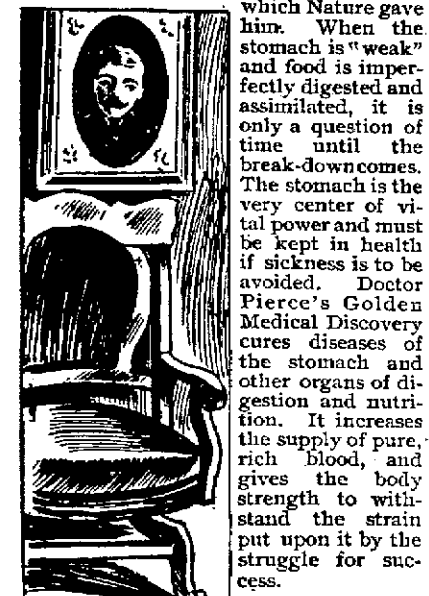 which Nature gave
him. When the
stomach is "weak"
and food is imper-
fectly digested and
assimilated, it is
only a question of
time until the
break-down comes.
The stomach is the
very center of vi-
tal power and must
be kept in health
if sickness is to be
avoided. Doctor
Pierce's Golden
Medical Discovery
cures diseases of
the stomach and
other organs of di-
gestion and nutri-
tion. It increases
the supply of pure,
rich blood, and
gives the body
strength to with-
stand the strain
put upon it by the
struggle for suc-
cess.